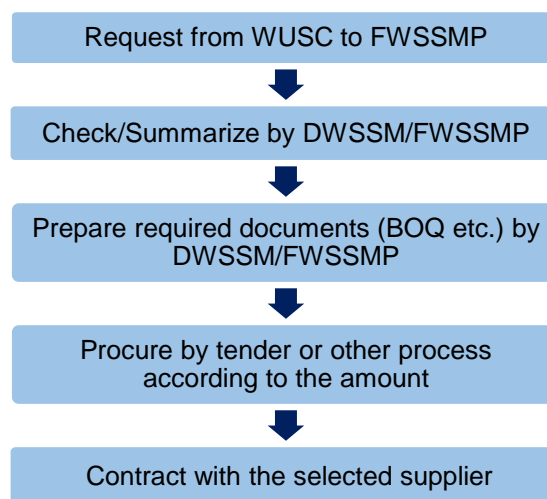 Request from WUSC to FWSSMP
Check/Summarize by DWSSM/FWSSMP
Prepare required documents (BOQ etc.) by
DWSSM/FWSSMP
Procure by tender or other process
according to the amount
Contract with the selected supplier